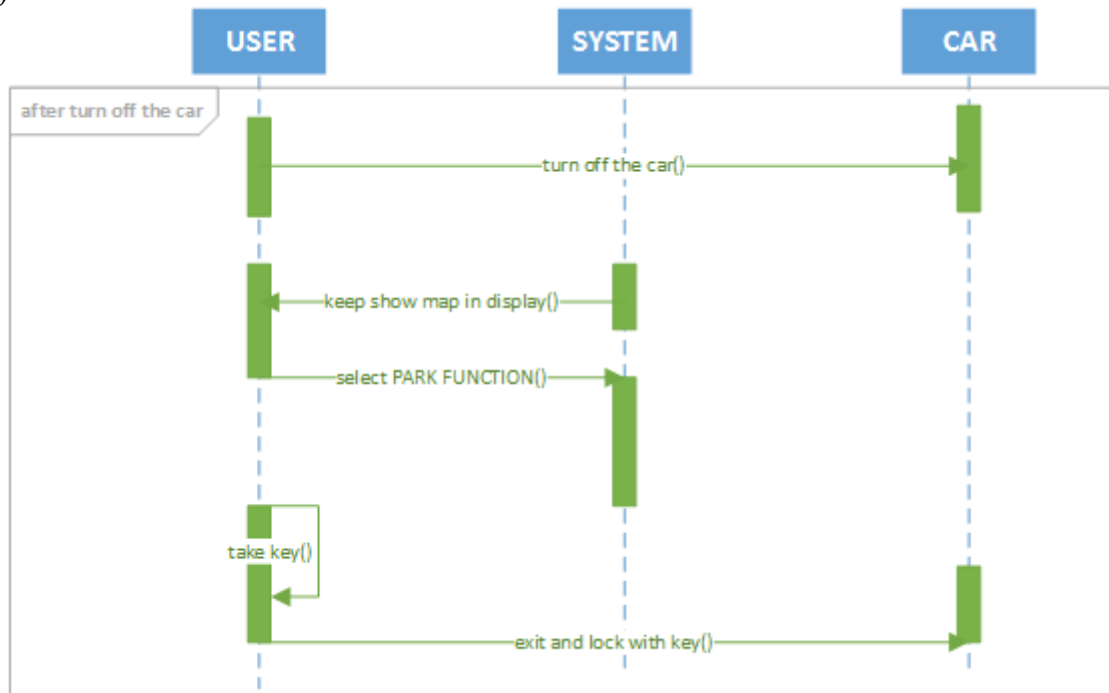 USER
SYSTEM
CAR
after turn off the car
turn off the car()
keep show map in display()
select PARK FUNCTION()
take key()
exit and lock with key()